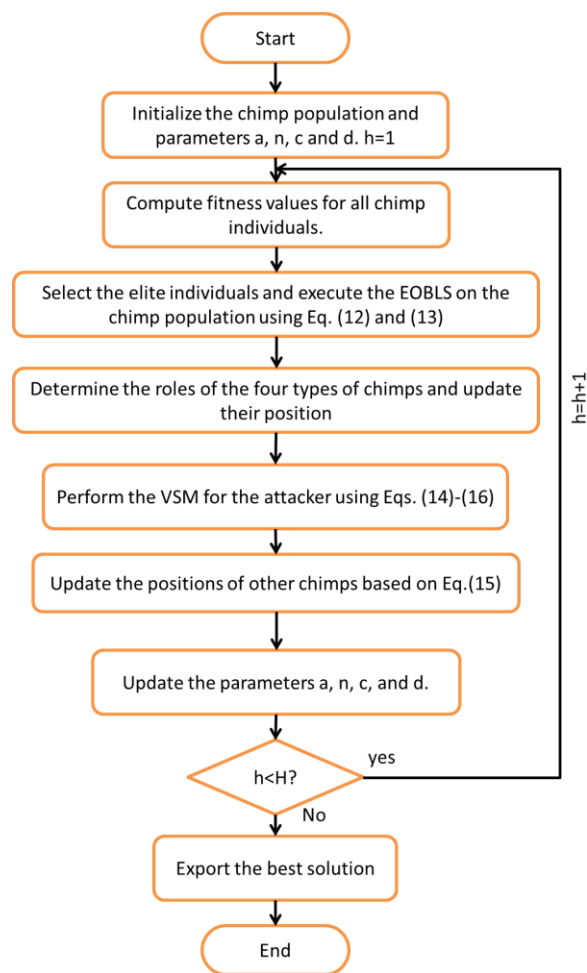 Start
Initialize the chimp population and
parameters a, n, c and d. h=1
Compute fitness values for all chimp
individuals.
Select the elite individuals and execute the EOBLS on the
chimp population using Eq. (12) and (13)
Determine the roles of the four types of chimps and update
their position
h=h+1
Perform the VSM for the attacker using Eqs. (14)-(16)
Update the positions of other chimps based on Eq.(15)
Update the parameters a, n, c, and d.
h<H?
yes
No
Export the best solution
End